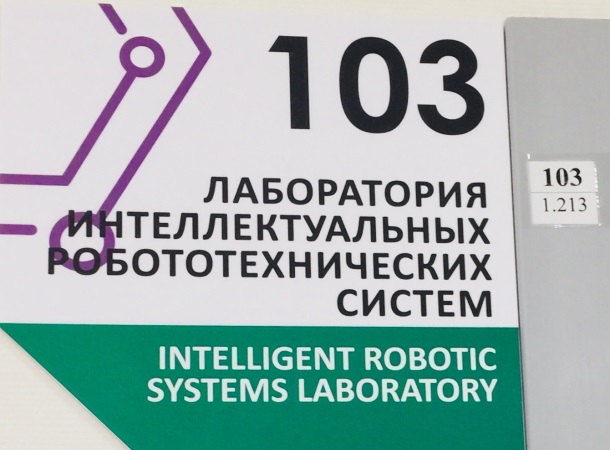 103
ЛАБОРАТОРИЯ
ИНТЕЛЛЕКТУАЛЬНЫХ
РОБОТОТЕХНИЧЕСКИХ
СИСТЕМ
INTELLIGENT ROBOTIC
SYSTEMS LABORATORY
103
1.213